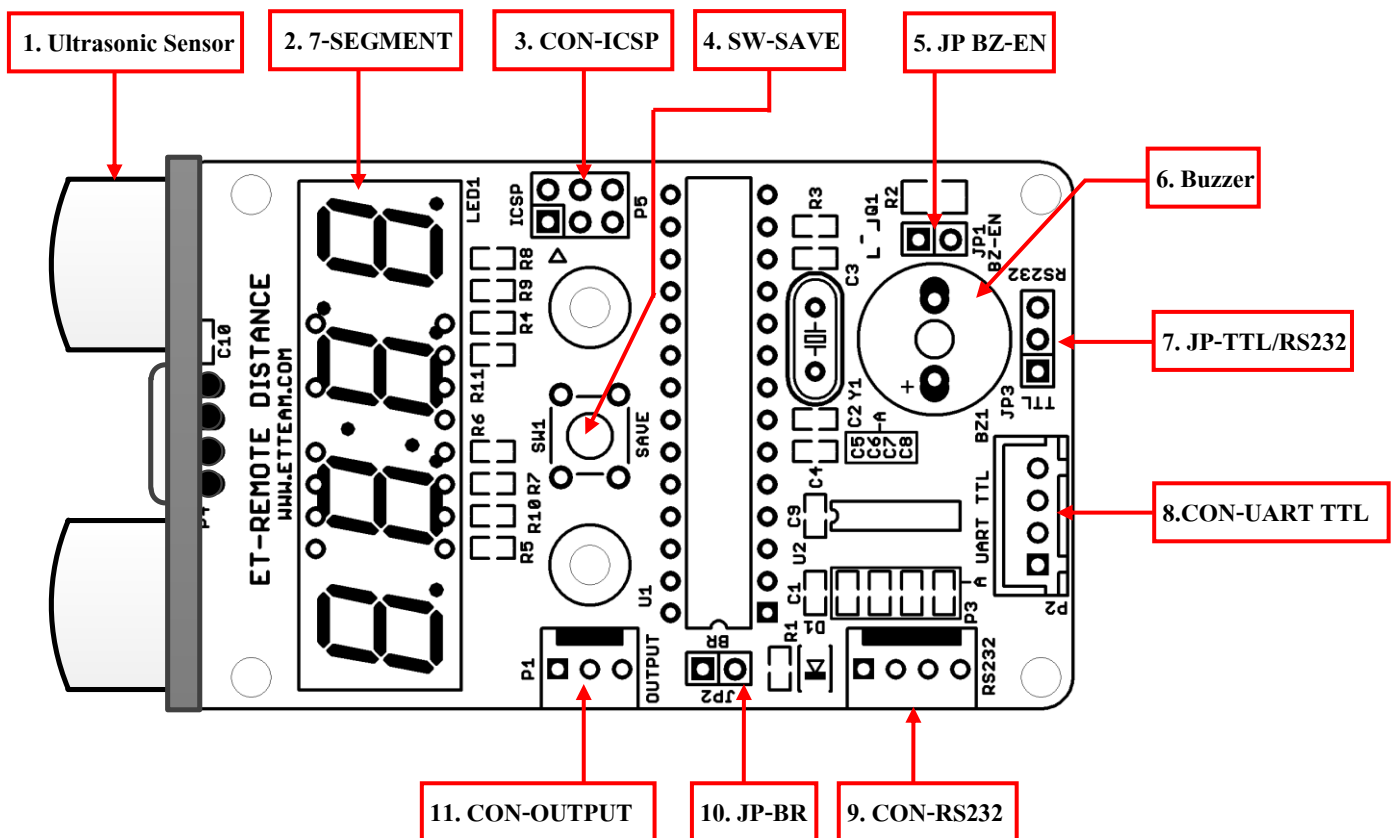 1. Ultrasonic Sensor
2. 7-SEGMENT
3. CON-ICSP
4. SW-SAVE
5. JP BZ-EN
6. Buzzer
7. JP-TTL/RS232
8.CON-UART TTL
9. CON-RS232
10. JP-BR
11. CON-OUTPUT
ET-REMOTE DISTANCE
WWW.ETTEAM.COM
C10
LED1
ICSP
P5
R8
R9
R4
R11
R6
R7
R10
R5
SW1
SAVE
U1
P1
OUTPUT
BR
JP2
R3
C3
Q1
R2
JP1
BZ-EN
RS232
JP3
TTL
+
BZ1
Y1
C2
C4
C5
C6
C7
C8
-A
C9
U2
C1
D1
R1
-A
P3
RS232
UART TTL
P2